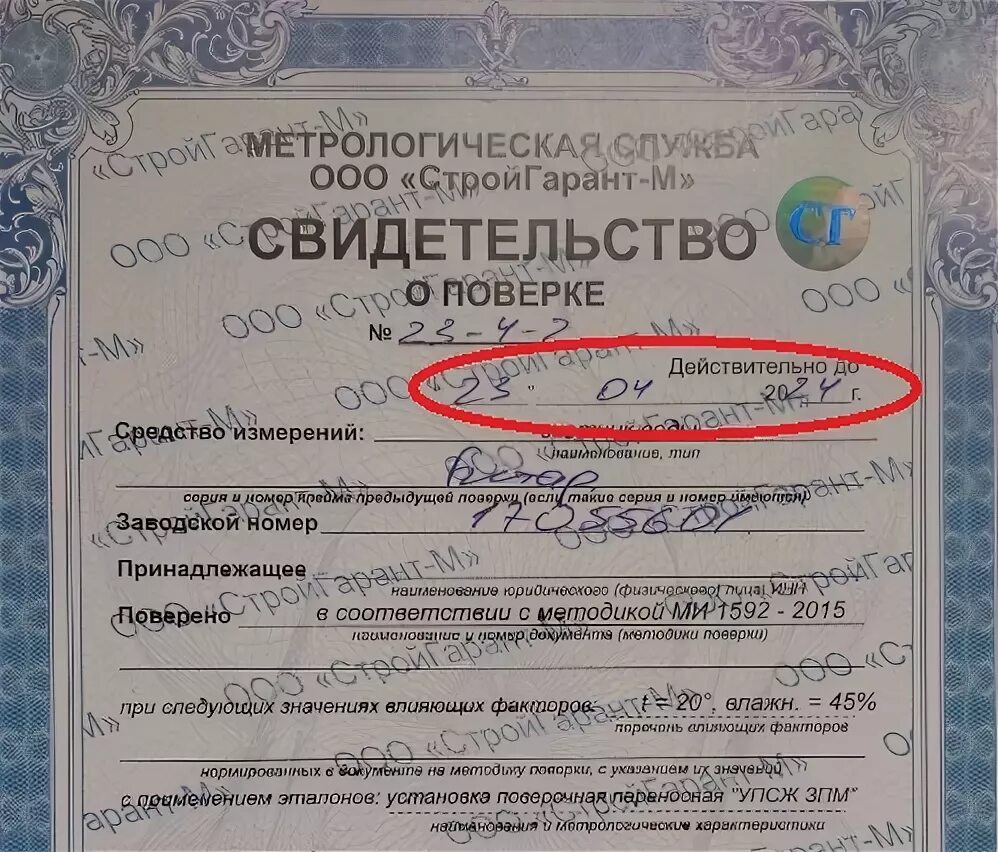 МЕТРОЛОГИЧЕСКАЯ СЛУЖБА
ООО «СтройГарант-М»
СГ
СВИДЕТЕЛЬСТВО
О ПОВЕРКЕ
№ 23-4-2
Действительно до
23 " 04 2024 г.
Средство измерений:
наименование, тип
серия и номер клейма предыдущей поверки (если такие серия и номер имеются)
Заводской номер
Принадлежащее
наименование юридического (физического) лица, ИНН
Поверено в соответствии с методикой МИ 1592 - 2015
наименование и номер документа (методики поверки)
при следующих значениях влияющих факторов: t = 20°, влажн. = 45%
перечень влияющих факторов
нормированных в документе на методику поверки, с указанием их значений
с применением эталонов: установка поверочная переносная "УПСЖ 3ПМ"
наименования и метрологические характеристики